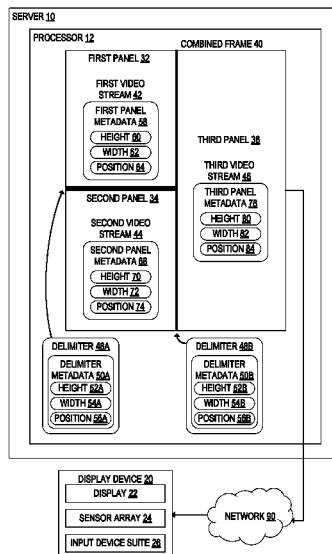 SERVER 10
PROCESSOR 12
COMBINED FRAME 40
FIRST PANEL 32
FIRST VIDEO
STREAM 42
FIRST PANEL
METADATA 58
HEIGHT 60
WIDTH 62
POSITION 64
SECOND PANEL 34
SECOND VIDEO
STREAM 44
SECOND PANEL
METADATA 68
HEIGHT 70
WIDTH 72
POSITION 74
THIRD PANEL 36
THIRD VIDEO
STREAM 46
THIRD PANEL
METADATA 78
HEIGHT 80
WIDTH 82
POSITION 84
DELIMITER 48A
DELIMITER
METADATA 50A
HEIGHT 52A
WIDTH 54A
POSITION 56A
DELIMITER 48B
DELIMITER
METADATA 50B
HEIGHT 52B
WIDTH 54B
POSITION 56B
DISPLAY DEVICE 20
DISPLAY 22
SENSOR ARRAY 24
INPUT DEVICE SUITE 26
NETWORK 90